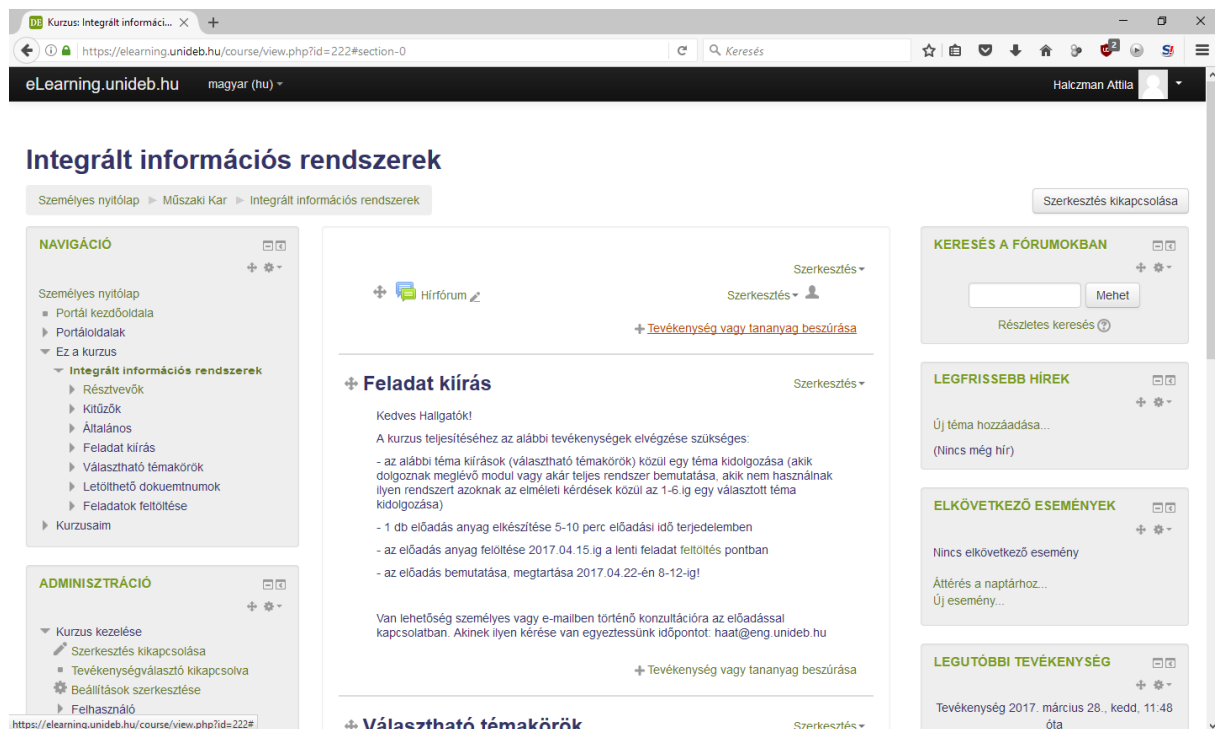 Kurzus: Integrált informáci...
https://elearning.unideb.hu/course/view.php?id=222#section-0
Keresés
2
eLearning.unideb.hu
magyar (hu)
Halczman Attila
Integrált információs rendszerek
Személyes nyitólap
Műszaki Kar
Integrált információs rendszerek
Szerkesztés kikapcsolása
NAVIGÁCIÓ
Személyes nyitólap
Portál kezdőoldala
Portáloldalak
Ez a kurzus
Integrált információs rendszerek
Résztvevők
Kitűzők
Általános
Feladat kiírás
Választható témakörök
Letölthető dokuemtnumok
Feladatok feltöltése
Kurzusaim
ADMINISZTRÁCIÓ
Kurzus kezelése
Szerkesztés kikapcsolása
Tevékenységválasztó kikapcsolva
Beállítások szerkesztése
Felhasználó
https://elearning.unideb.hu/course/view.php?id=222#
Szerkesztés
Hírfórum
Szerkesztés
Tevékenység vagy tananyag beszúrása
Feladat kiírás
Szerkesztés
Kedves Hallgatók!
A kurzus teljesítéséhez az alábbi tevékenységek elvégzése szükséges:
- az alábbi téma kiírások (választható témakörök) közül egy téma kidolgozása (akik
dolgoznak meglévő modul vagy akár teljes rendszer bemutatása, akik nem használnak
ilyen rendszert azoknak az elméleti kérdések közül az 1-6.ig egy választott téma
kidolgozása)
- 1 db előadás anyag elkészítése 5-10 perc előadási idő terjedelemben
- az előadás anyag felöltése 2017.04.15.ig a lenti feladat feltöltés pontban
- az előadás bemutatása, megtartása 2017.04.22-én 8-12-ig!
Van lehetőség személyes vagy e-mailben történő konzultációra az előadással
kapcsolatban. Akinek ilyen kérése van egyeztessünk időpontot: haat@eng.unideb.hu
Tevékenység vagy tananyag beszúrása
Választható témakörök
Szerkesztés
KERESÉS A FÓRUMOKBAN
Mehet
Részletes keresés
LEGFRISSEBB HÍREK
Új téma hozzáadása...
(Nincs még hír)
ELKÖVETKEZŐ ESEMÉNYEK
Nincs elkövetkező esemény
Áttérés a naptárhoz...
Új esemény...
LEGUTÓBBI TEVÉKENYSÉG
Tevékenység 2017. március 28., kedd, 11:48
óta